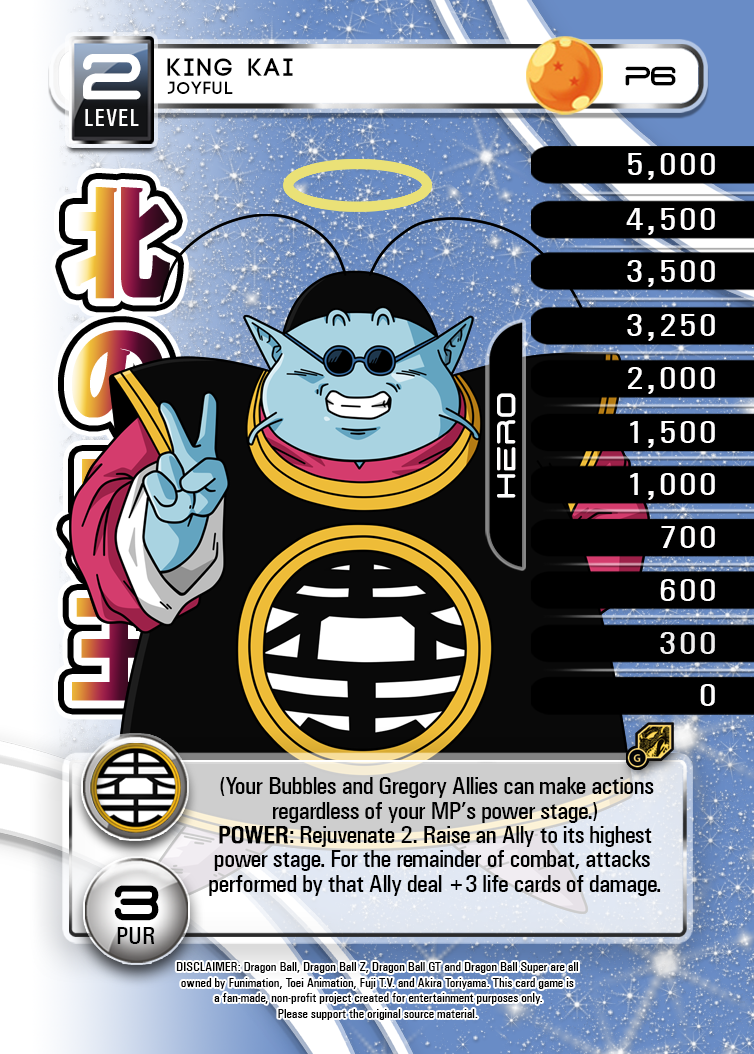 2
LEVEL
KING KAI
JOYFUL
P6
5,000
4,500
3,500
3,250
2,000
1,500
1,000
700
600
300
0
北の
HERO
G
(Your Bubbles and Gregory Allies can make actions
regardless of your MP's power stage.)
POWER: Rejuvenate 2. Raise an Ally to its highest
power stage. For the remainder of combat, attacks
performed by that Ally deal +3 life cards of damage.
3
PUR
DISCLAIMER: Dragon Ball, Dragon Ball Z, Dragon Ball GT and Dragon Ball Super are all
owned by Funimation, Toei Animation, Fuji T.V. and Akira Toriyama. This card game is
a fan-made, non-profit project created for entertainment purposes only.
Please support the original source material.